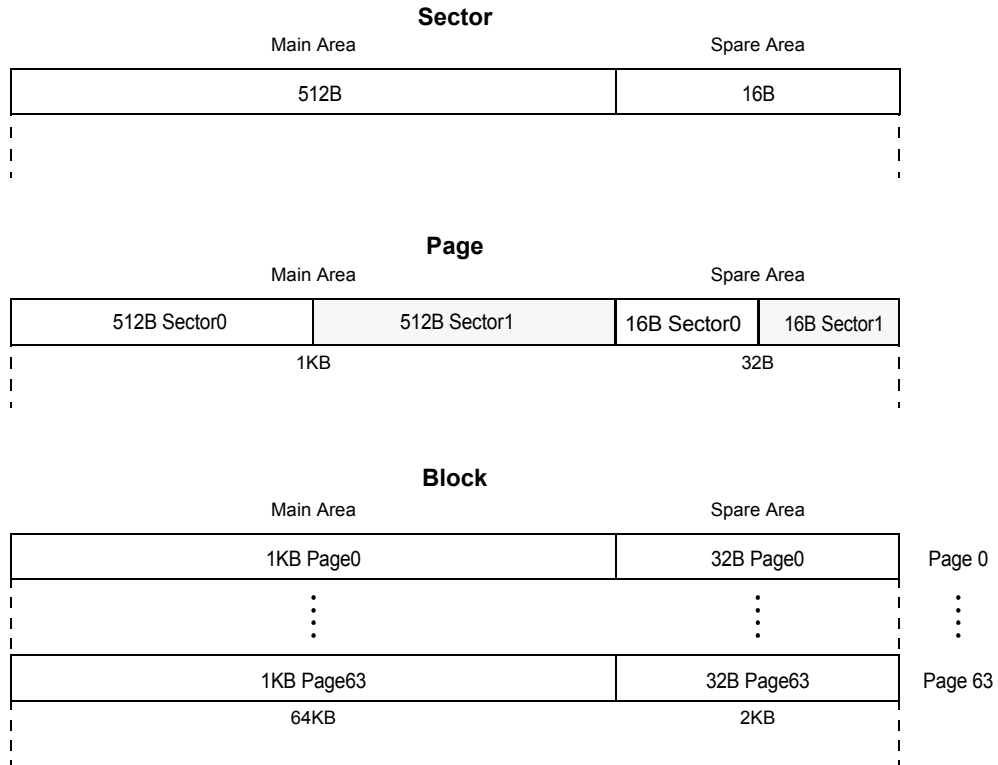 Sector
Main Area Spare Area
512B 16B
Page
Main Area Spare Area
512B Sector0 512B Sector1 16B Sector0 16B Sector1
1KB 32B
Block
Main Area Spare Area
1KB Page0 32B Page0 Page 0
1KB Page63 32B Page63 Page 63
64KB 2KB